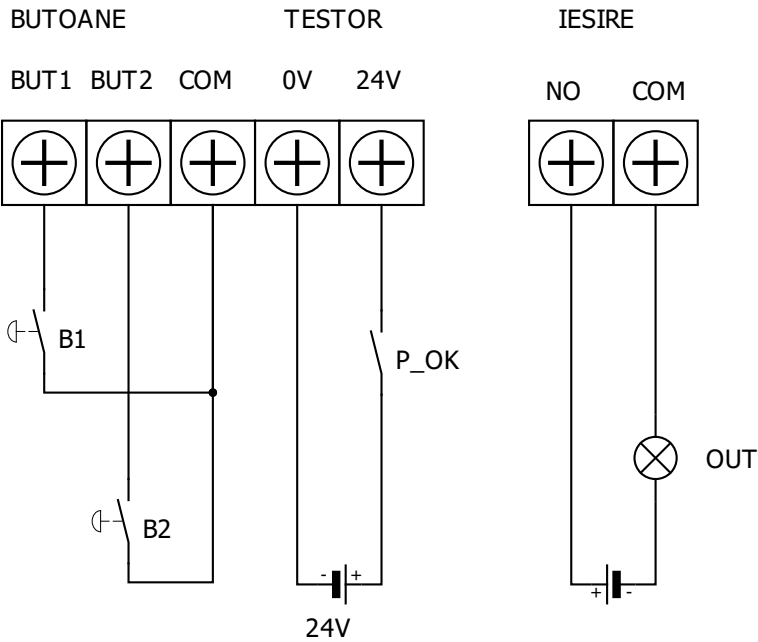 BUTOANE TESTOR IESIRE
BUT1 BUT2 COM 0V 24V NO COM
B1
P_OK
OUT
B2
- +
+ -
24V